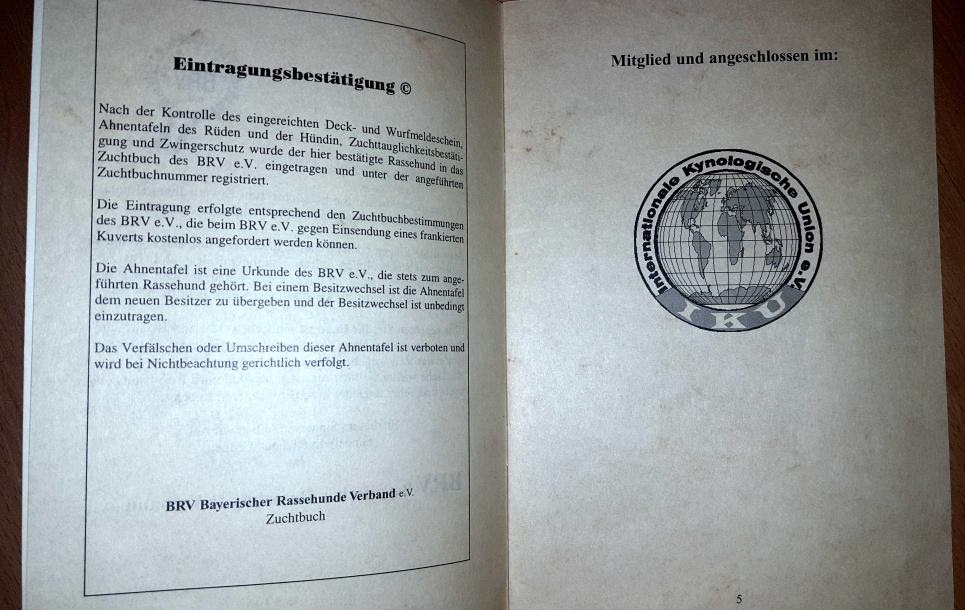 Eintragungsbestätigung ©
Nach der Kontrolle des eingereichten Deck- und Wurfmeldeschein,
Ahnentafeln des Rüden und der Hündin, Zuchttauglichkeitsbestäti-
gung und Zwingerschutz wurde der hier bestätigte Rassehund in das
Zuchtbuch des BRV e.V. eingetragen und unter der angeführten
Zuchtbuchnummer registriert.
Die Eintragung erfolgte entsprechend den Zuchtbuchbestimmungen
des BRV e.V., die beim BRV e.V. gegen Einsendung eines frankierten
Kuverts kostenlos angefordert werden können.
Die Ahnentafel ist eine Urkunde des BRV e.V., die stets zum ange-
führten Rassehund gehört. Bei einem Besitzwechsel ist die Ahnentafel
dem neuen Besitzer zu übergeben und der Besitzwechsel ist unbedingt
einzutragen.
Das Verfälschen oder Umschreiben dieser Ahnentafel ist verboten und
wird bei Nichtbeachtung gerichtlich verfolgt.
BRV Bayerischer Rassehunde Verband e.V.
Zuchtbuch
Mitglied und angeschlossen im:
Internationale Kynologische Union e.V.
IKU
5